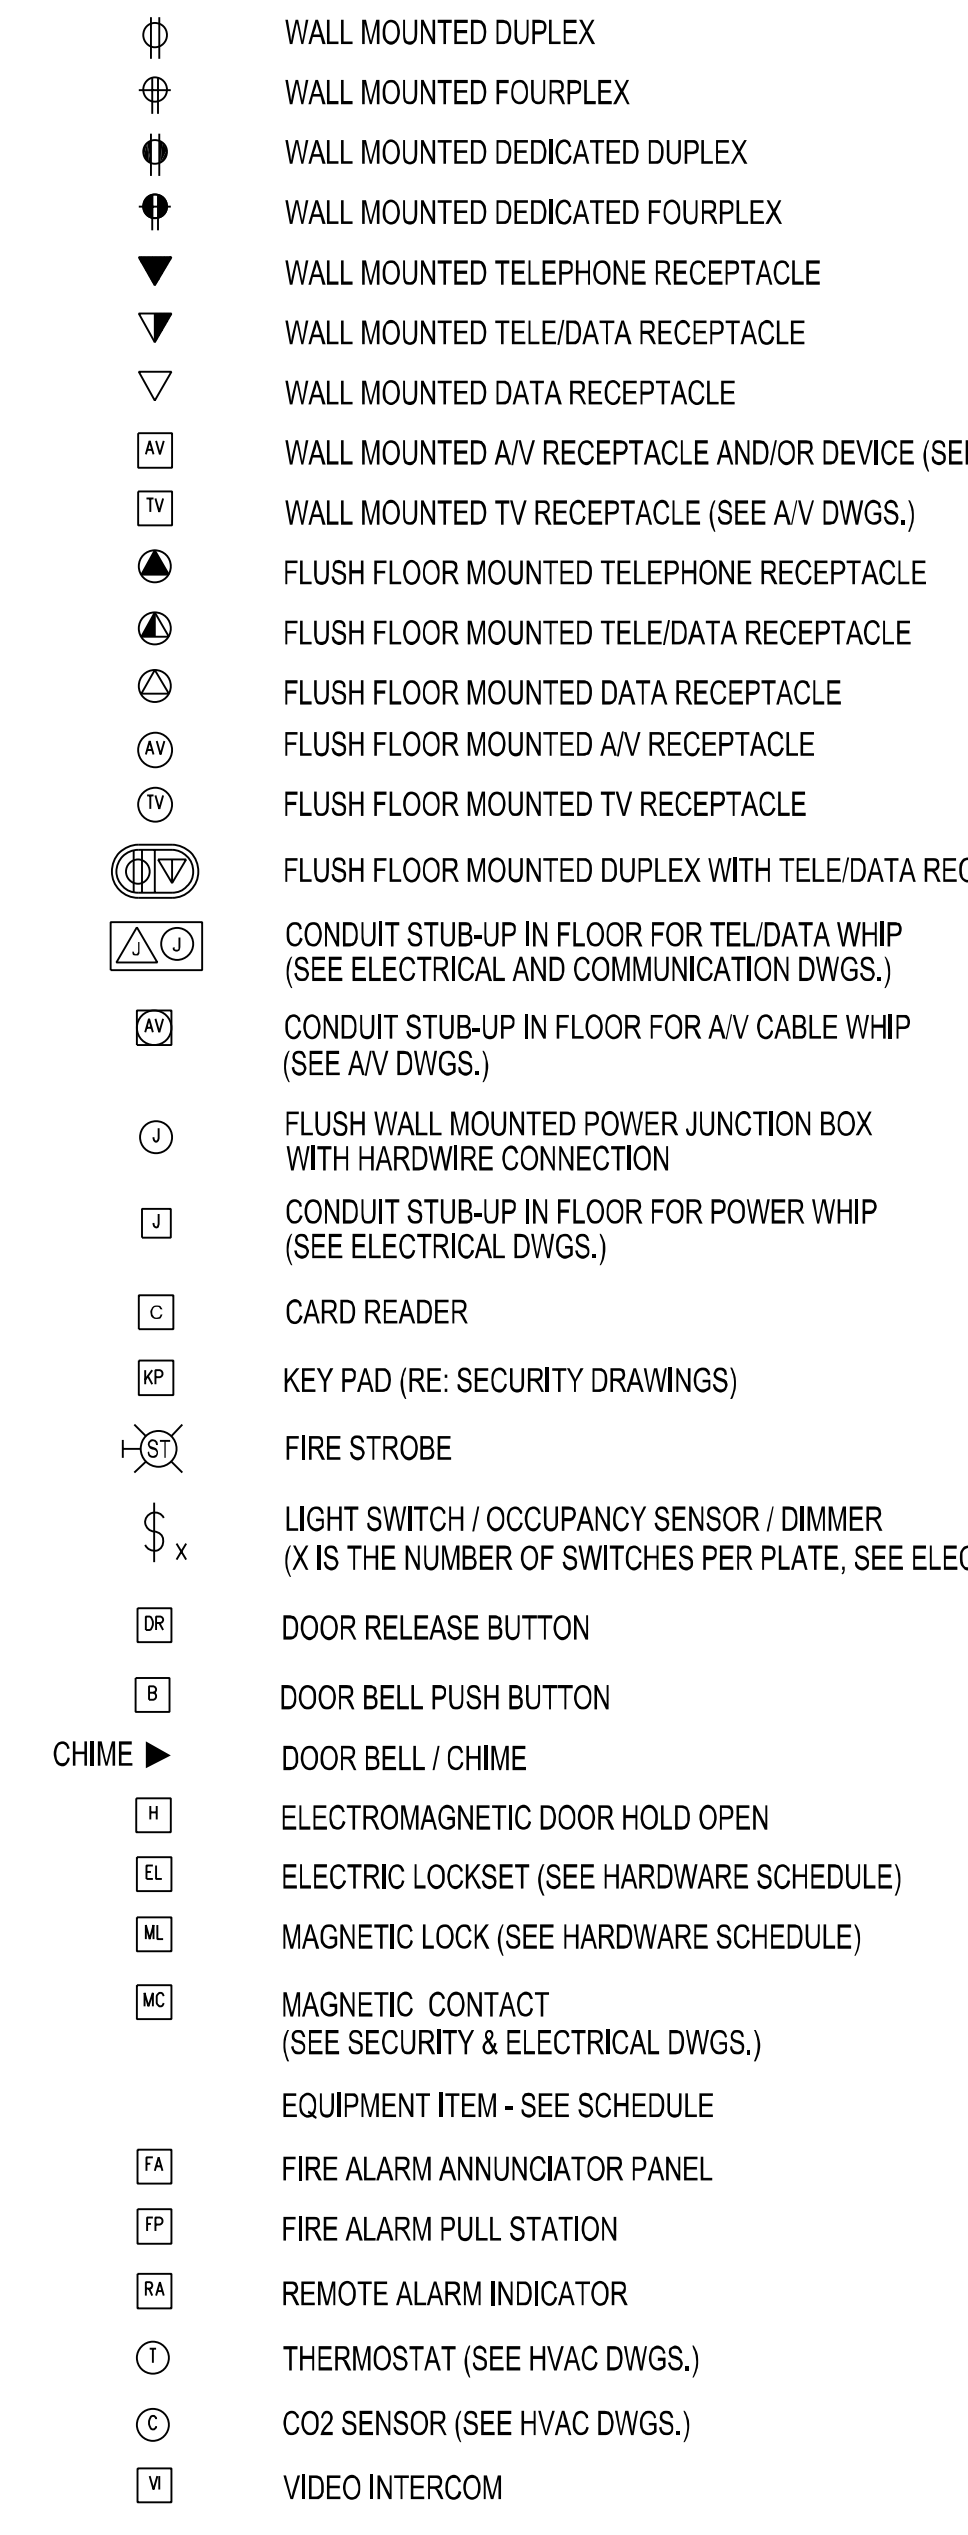 WALL MOUNTED DUPLEX
WALL MOUNTED FOURPLEX
WALL MOUNTED DEDICATED DUPLEX
WALL MOUNTED DEDICATED FOURPLEX
WALL MOUNTED TELEPHONE RECEPTACLE
WALL MOUNTED TELE/DATA RECEPTACLE
WALL MOUNTED DATA RECEPTACLE
AV WALL MOUNTED A/V RECEPTACLE AND/OR DEVICE
TV WALL MOUNTED TV RECEPTACLE (SEE A/V DWGS.)
FLUSH FLOOR MOUNTED TELEPHONE RECEPTACLE
FLUSH FLOOR MOUNTED TELE/DATA RECEPTACLE
FLUSH FLOOR MOUNTED DATA RECEPTACLE
AV FLUSH FLOOR MOUNTED A/V RECEPTACLE
TV FLUSH FLOOR MOUNTED TV RECEPTACLE
FLUSH FLOOR MOUNTED DUPLEX WITH TELE/DATA
J J CONDUIT STUB-UP IN FLOOR FOR TEL/DATA WHIP
(SEE ELECTRICAL AND COMMUNICATION DWGS.)
AV CONDUIT STUB-UP IN FLOOR FOR A/V CABLE WHIP
(SEE A/V DWGS.)
J FLUSH WALL MOUNTED POWER JUNCTION BOX
WITH HARDWIRE CONNECTION
J CONDUIT STUB-UP IN FLOOR FOR POWER WHIP
(SEE ELECTRICAL DWGS.)
C CARD READER
KP KEY PAD (RE: SECURITY DRAWINGS)
ST FIRE STROBE
$ X LIGHT SWITCH / OCCUPANCY SENSOR / DIMMER
(X IS THE NUMBER OF SWITCHES PER PLATE, SEE
DR DOOR RELEASE BUTTON
B DOOR BELL PUSH BUTTON
CHIME ▶ DOOR BELL / CHIME
H ELECTROMAGNETIC DOOR HOLD OPEN
EL ELECTRIC LOCKSET (SEE HARDWARE SCHEDULE)
ML MAGNETIC LOCK (SEE HARDWARE SCHEDULE)
MC MAGNETIC CONTACT
(SEE SECURITY & ELECTRICAL DWGS.)
EQUIPMENT ITEM - SEE SCHEDULE
FA FIRE ALARM ANNUNCIATOR PANEL
FP FIRE ALARM PULL STATION
RA REMOTE ALARM INDICATOR
T THERMOSTAT (SEE HVAC DWGS.)
C CO2 SENSOR (SEE HVAC DWGS.)
VI VIDEO INTERCOM